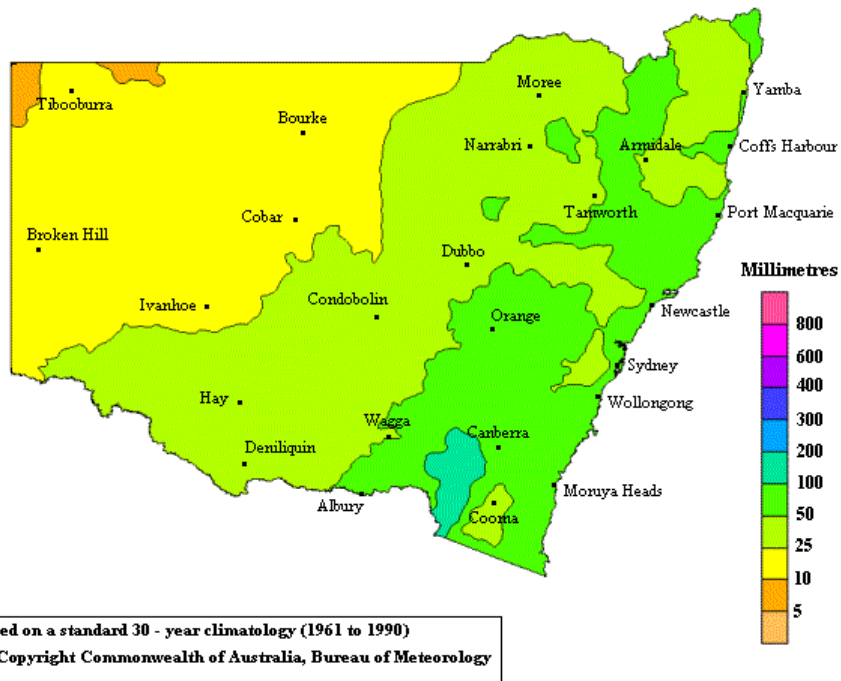 Moree
Tibooburra
Yamba
Bourke
Narrabri
Armidale
Coffs Harbour
Tamworth
Port Macquarie
Cobar
Broken Hill
Dubbo
Millimetres
Ivanhoe
Condobolin
Orange
Newcastle
800
600
Sydney
400
Hay
Wollongong
300
Wagga
Canberra
200
Deniliquin
100
Moruya Heads
Albury
50
Cooma
25
10
5
ed on a standard 30 - year climatology (1961 to 1990)
Copyright Commonwealth of Australia, Bureau of Meteorology